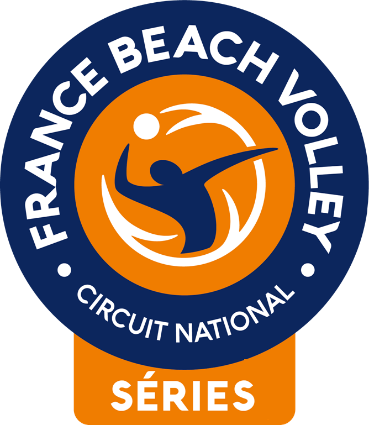 FRANCE BEACH VOLLEY
CIRCUIT NATIONAL
SÉRIES